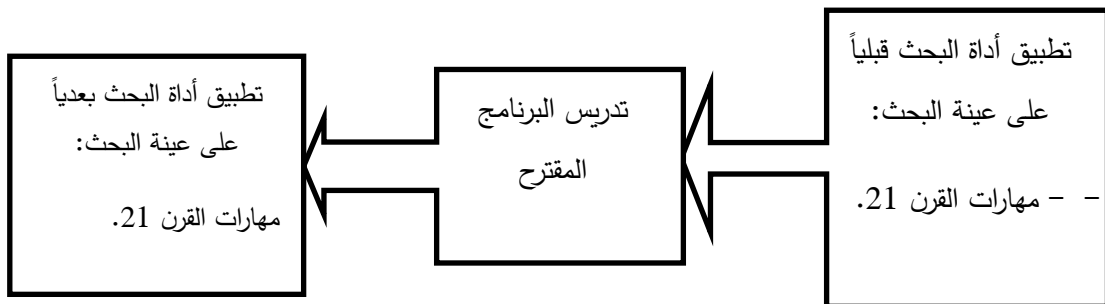 تطبيق أداة البحث قبلياً
على عينة البحث:
- - مهارات القرن 21.
تدريس البرنامج
المقترح
تطبيق أداة البحث بعدياً
على عينة البحث:
مهارات القرن 21.